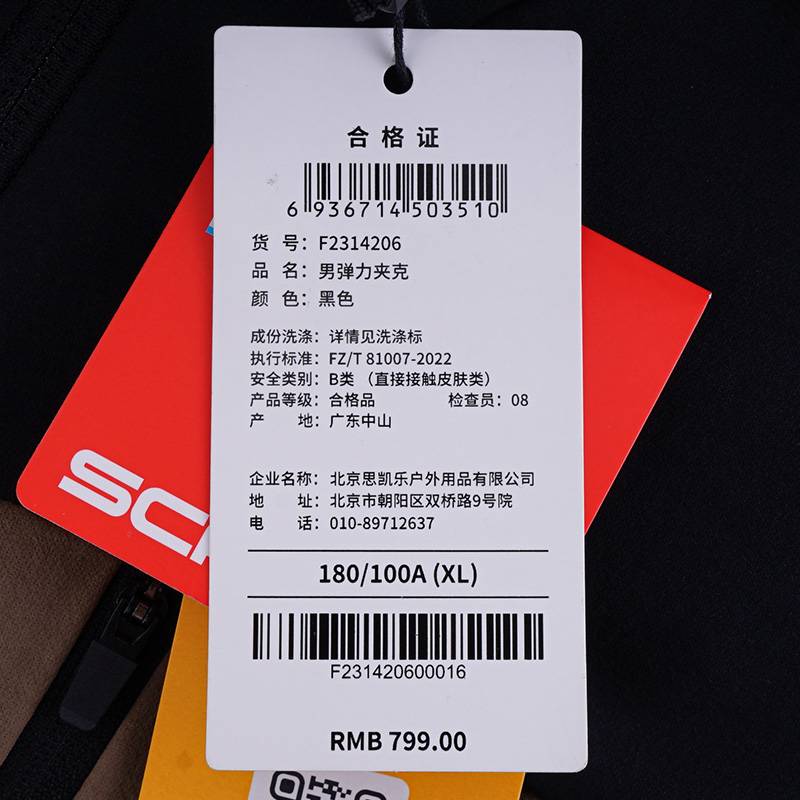 合格证
6 936714 503510
货 号：F2314206
品 名：男弹力夹克
颜 色：黑色
成份洗涤：详情见洗涤标
执行标准：FZ/T 81007-2022
安全类别：B类 （直接接触皮肤类）
产品等级：合格品 检查员：08
产 地：广东中山
企业名称：北京思凯乐户外用品有限公司
地 址：北京市朝阳区双桥路9号院
电 话：010-89712637
180/100A (XL)
F231420600016
RMB 799.00